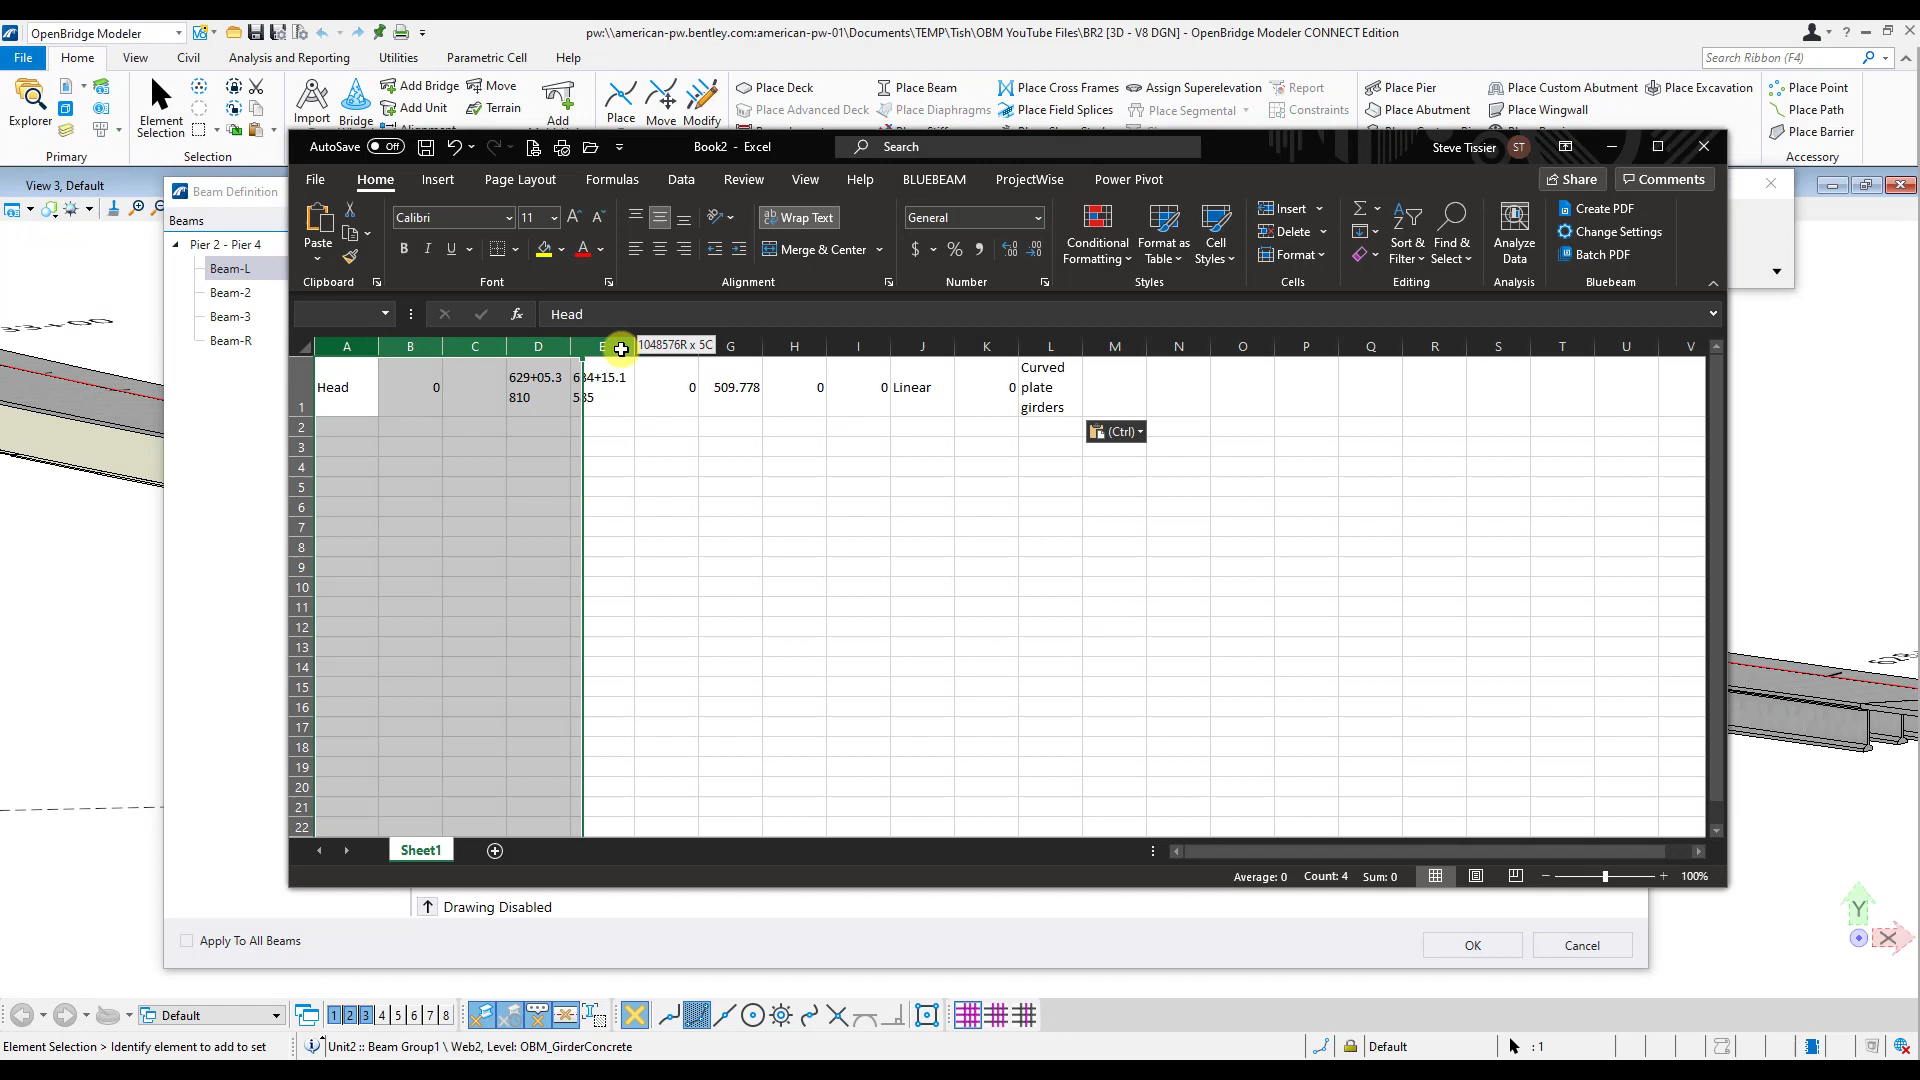 OpenBridge Modeler
pw:\\american-pw.bentley.com:american-pw-01\Documents\TEMP\Tish\OBM YouTube Files\BR2 [3D - V8 DGN] - OpenBridge Modeler CONNECT Edition
File Home View Civil Analysis and Reporting Utilities Parametric Cell Help
Search Ribbon (F4)
Explorer
Primary
Element Selection
Selection
Import
Bridge
Add Bridge
Add Unit
Move
Terrain
Add
Place
Move
Modify
Place Deck
Place Advanced Deck
Place Beam
Place Diaphragms
Place Cross Frames
Place Field Splices
Assign Superelevation
Place Segmental
Report
Constraints
Place Pier
Place Abutment
Place Custom Abutment
Place Wingwall
Place Excavation
Place Point
Place Path
Place Barrier
Accessory
View 3, Default
Beam Definition
Beams
Pier 2 - Pier 4
Beam-L
Beam-2
Beam-3
Beam-R
AutoSave Off
Book2 - Excel
Search
Steve Tissier ST
File Home Insert Page Layout Formulas Data Review View Help BLUEBEAM ProjectWise Power Pivot
Share Comments
Paste
Clipboard
Calibri 11
B I U
Font
Wrap Text
Merge & Center
Alignment
General
$ % 9
Number
Conditional Formatting
Format as Table
Cell Styles
Styles
Insert
Delete
Format
Cells
Sort & Filter
Find & Select
Editing
Analyze Data
Analysis
Create PDF
Change Settings
Batch PDF
Bluebeam
fx Head
A B C D E 1048576R x 5C G H I J K L M N O P Q R S T U V
1 Head 0 629+05.3810 0 509.778 0 0 Linear 0 Curved plate girders
(Ctrl)
2
3
4
5
6
7
8
9
10
11
12
13
14
15
16
17
18
19
20
21
22
Sheet1
Average: 0 Count: 4 Sum: 0 100%
Drawing Disabled
Apply To All Beams
OK Cancel
Y
X
Default 1 2 3 4 5 6 7 8
Element Selection > Identify element to add to set
Unit2 :: Beam Group1 \ Web2, Level: OBM_GirderConcrete
Default
: 1